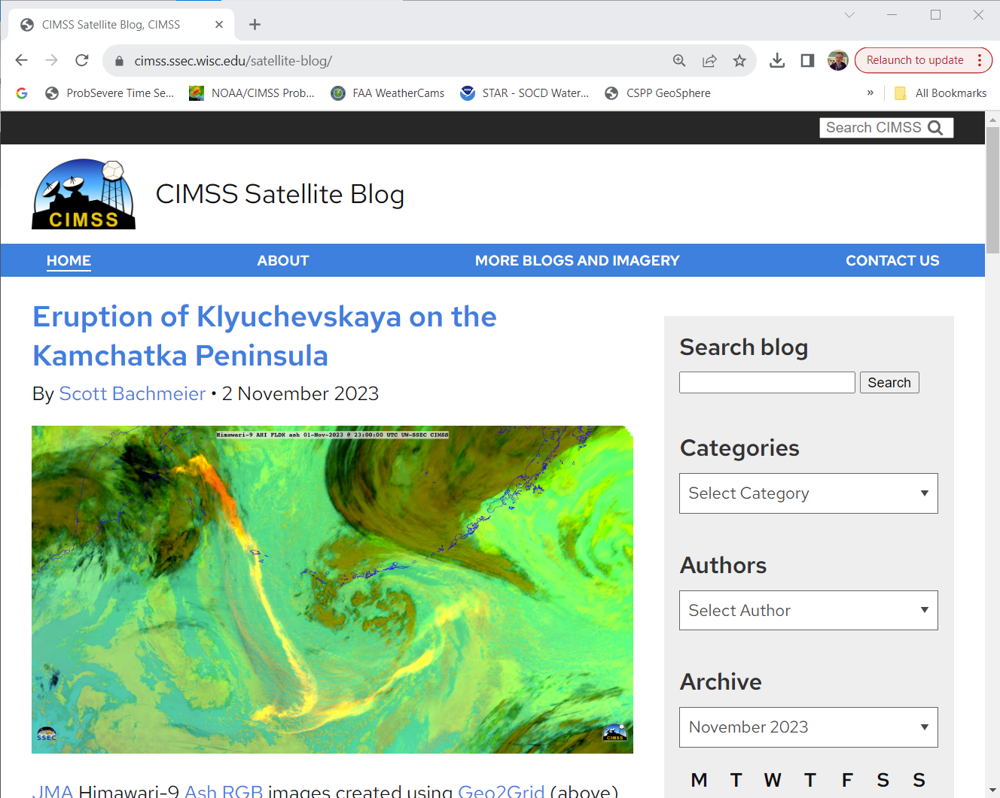 CIMSS Satellite Blog, CIMSS
cimss.ssec.wisc.edu/satellite-blog/
Relaunch to update
ProbSevere Time Se...
NOAA/CIMSS Prob...
FAA WeatherCams
STAR - SOCD Water...
CSPP GeoSphere
»
All Bookmarks
Search CIMSS
CIMSS
CIMSS Satellite Blog
HOME
ABOUT
MORE BLOGS AND IMAGERY
CONTACT US
Eruption of Klyuchevskaya on the
Kamchatka Peninsula
By Scott Bachmeier • 2 November 2023
Himawari-9 AHI FLDK ash 01-Nov-2023 @ 23:00:00 UTC UW-SSEC CIMSS
SSEC
CIMSS
JMA Himawari-9 Ash RGB images created using Geo2Grid (above)
Search blog
Search
Categories
Select Category
Authors
Select Author
Archive
November 2023
M T W T F S S